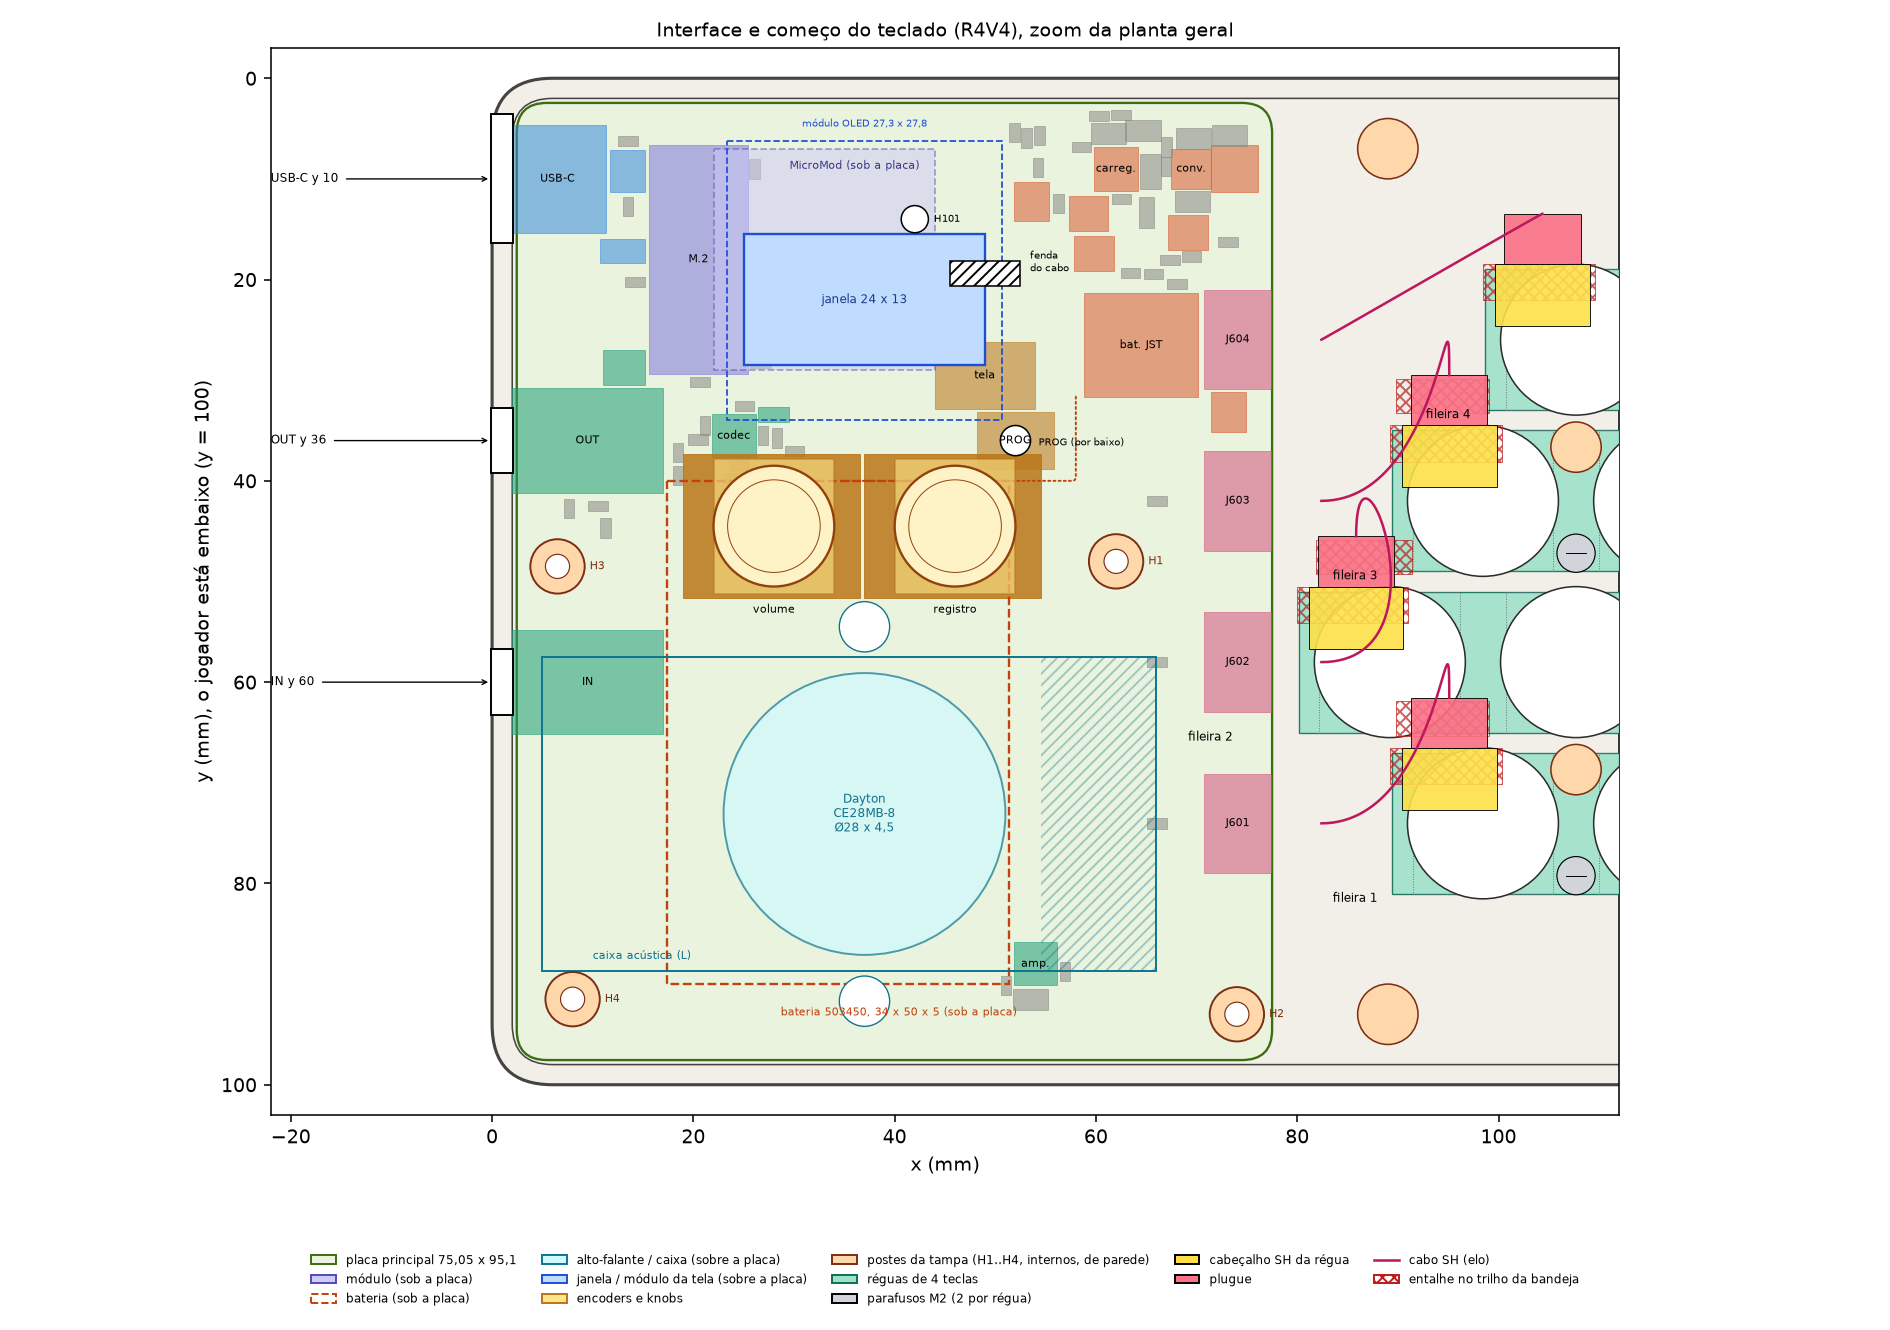 Interface e começo do teclado (R4V4), zoom da planta geral
0
20
40
60
80
100
y (mm), o jogador está embaixo (y = 100)
−20
0
20
40
60
80
100
x (mm)
USB-C y 10
OUT y 36
IN y 60
módulo OLED 27,3 x 27,8
MicroMod (sob a placa)
USB-C
M.2
H101
carreg.
conv.
fenda
do cabo
janela 24 x 13
bat. JST
J604
tela
OUT
codec
PROG
PROG (por baixo)
fileira 4
J603
H3
H1
fileira 3
volume
registro
IN
J602
fileira 2
Dayton
CE28MB-8
Ø28 x 4,5
J601
fileira 1
caixa acústica (L)
amp.
H4
bateria 503450, 34 x 50 x 5 (sob a placa)
H2
placa principal 75,05 x 95,1
módulo (sob a placa)
bateria (sob a placa)
alto-falante / caixa (sobre a placa)
janela / módulo da tela (sobre a placa)
encoders e knobs
postes da tampa (H1..H4, internos, de parede)
réguas de 4 teclas
parafusos M2 (2 por régua)
cabeçalho SH da régua
plugue
cabo SH (elo)
entalhe no trilho da bandeja